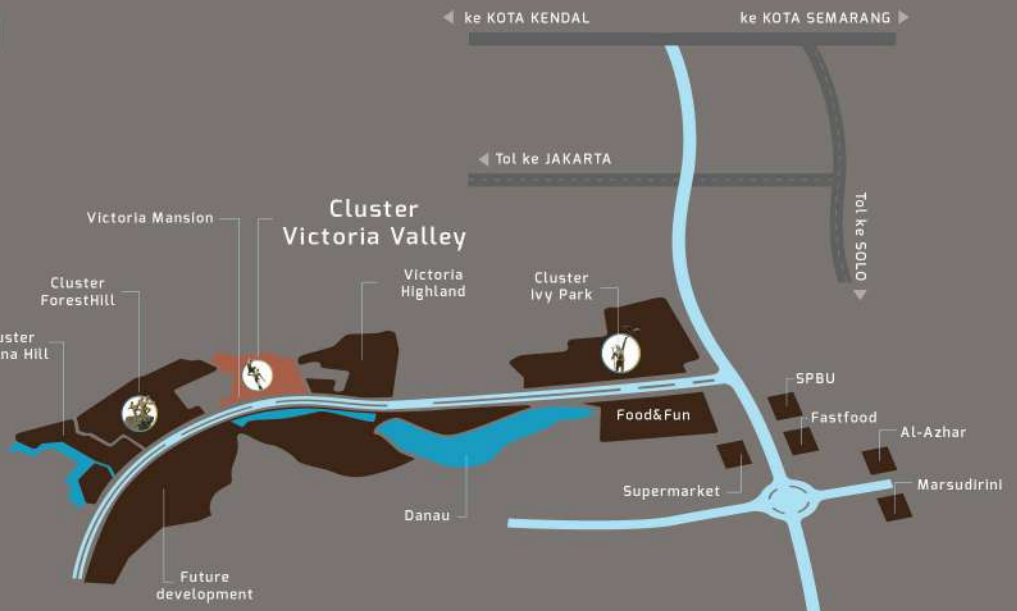 ke KOTA KENDAL
ke KOTA SEMARANG
Tol ke JAKARTA
Tol ke SOLO
Cluster
Victoria Valley
Victoria Mansion
Victoria
Highland
Cluster
Ivy Park
Cluster
ForestHill
Hill
SPBU
Food&Fun
Fastfood
Al-Azhar
Supermarket
Marsudirini
Danau
Future
development